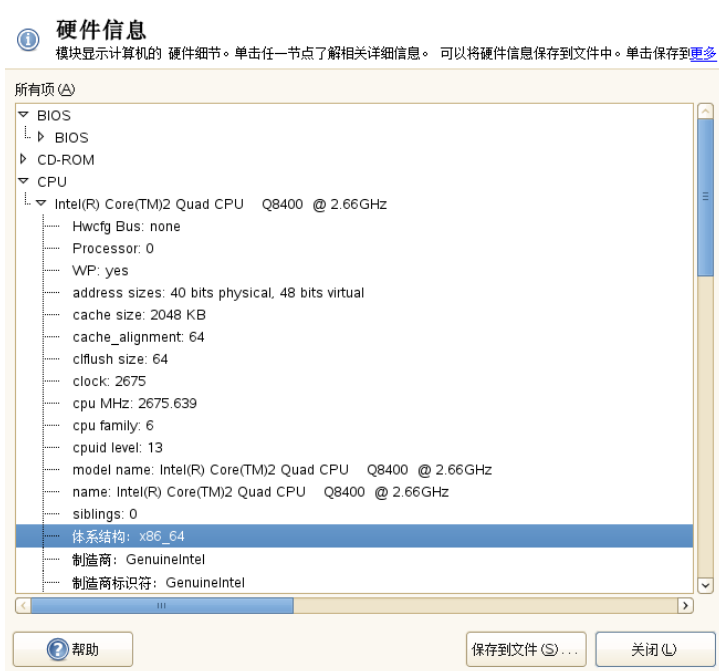 硬件信息
模块显示计算机的 硬件细节。单击任一节点了解相关详细信息。 可以将硬件信息保存到文件中。单击保存到更多
所有项(A)
BIOS
BIOS
CD-ROM
CPU
Intel(R) Core(TM)2 Quad CPU Q8400 @ 2.66GHz
Hwcfg Bus: none
Processor: 0
WP: yes
address sizes: 40 bits physical, 48 bits virtual
cache size: 2048 KB
cache_alignment: 64
clflush size: 64
clock: 2675
cpu MHz: 2675.639
cpu family: 6
cpuid level: 13
model name: Intel(R) Core(TM)2 Quad CPU Q8400 @ 2.66GHz
name: Intel(R) Core(TM)2 Quad CPU Q8400 @ 2.66GHz
siblings: 0
体系结构: x86_64
制造商: GenuineIntel
制造商标识符: GenuineIntel
帮助
保存到文件(S)...
关闭(L)